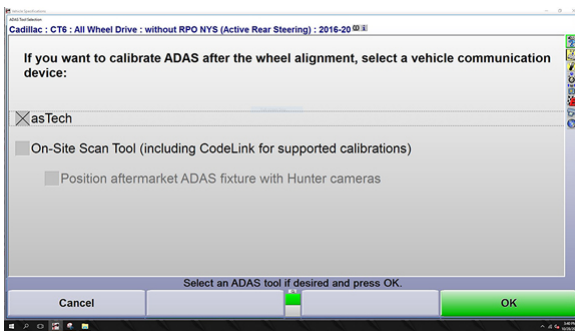 Vehicle Specifications
ADAS Tool Selection
Cadillac : CT6 : All Wheel Drive : without RPO NYS (Active Rear Steering) : 2016-20
If you want to calibrate ADAS after the wheel alignment, select a vehicle communication
device:
asTech
On-Site Scan Tool (including CodeLink for supported calibrations)
Position aftermarket ADAS fixture with Hunter cameras
Select an ADAS tool if desired and press OK.
Cancel
OK